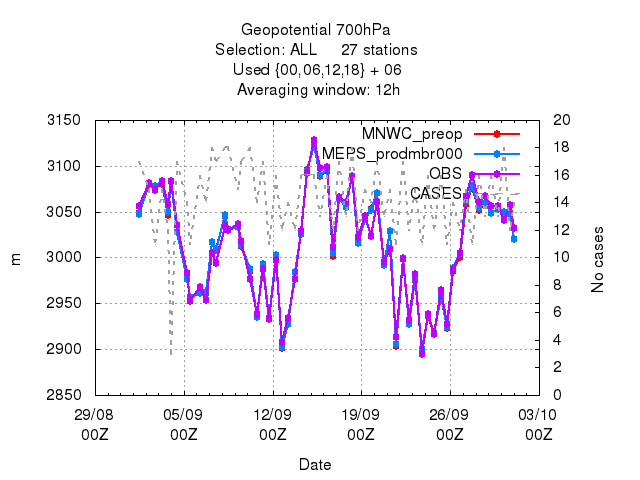 Geopotential 700hPa
Selection: ALL 27 stations
Used {00,06,12,18} + 06
Averaging window: 12h
3150
3100
3050
3000
2950
2900
2850
m
20
18
16
14
12
10
8
6
4
2
0
No cases
MNWC_preop
MEPS_prodmbr000
OBS
CASES
29/08 05/09 12/09 19/09 26/09 03/10
00Z 00Z 00Z 00Z 00Z 00Z
Date